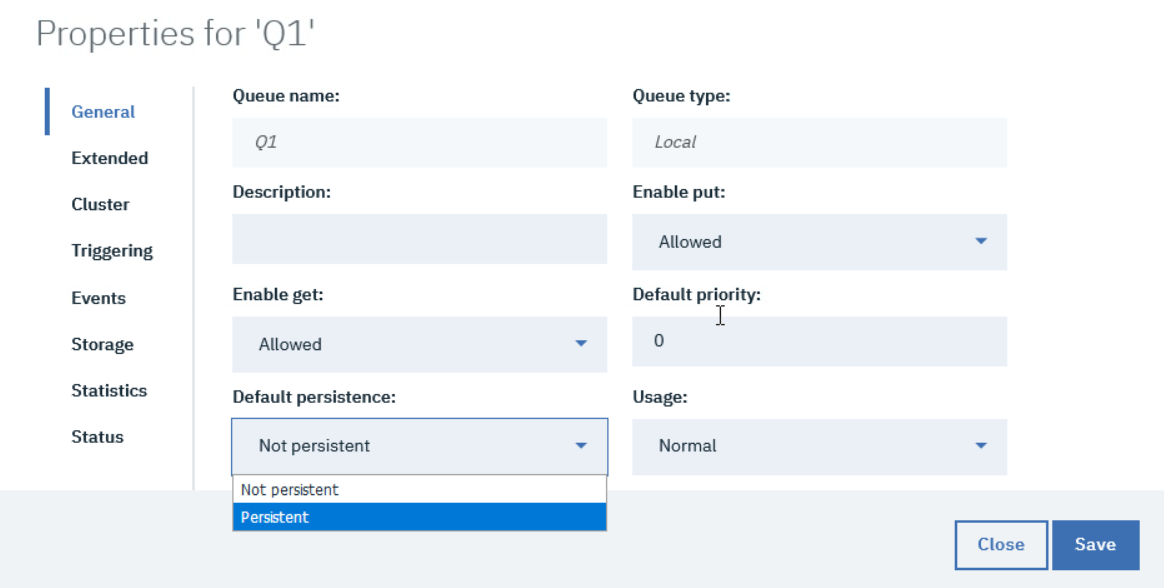 Properties for 'Q1'
General
Extended
Cluster
Triggering
Events
Storage
Statistics
Status
Queue name:
Q1
Queue type:
Local
Description:
Enable put:
Allowed
Enable get:
Allowed
Default priority:
0
Default persistence:
Not persistent
Not persistent
Persistent
Usage:
Normal
Close
Save